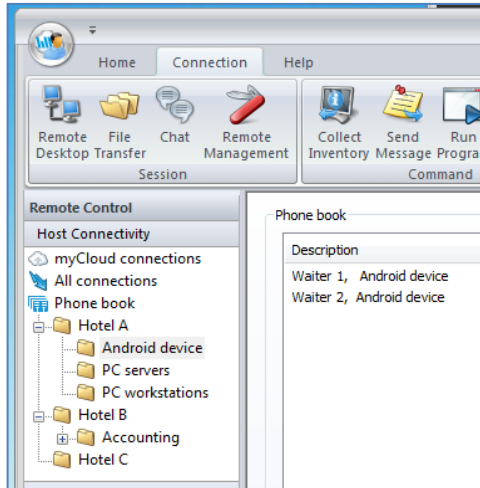 Home Connection Help
Remote Desktop
File Transfer
Chat
Remote Management
Collect Inventory
Send Message
Run
Session
Command
Remote Control
Host Connectivity
myCloud connections
All connections
Phone book
Hotel A
Android device
PC servers
PC workstations
Hotel B
Accounting
Hotel C
Phone book
Description
Waiter 1, Android device
Waiter 2, Android device